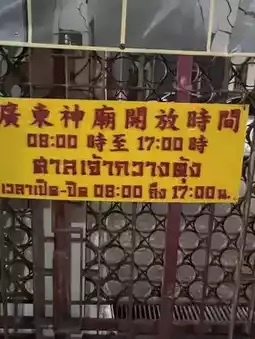 廣東神廟開放時間
08:00 時至 17:00 時
ศาลเจ้ากวางตุ้ง
เวลาเปิด-ปิด 08:00 ถึง 17:00 น.